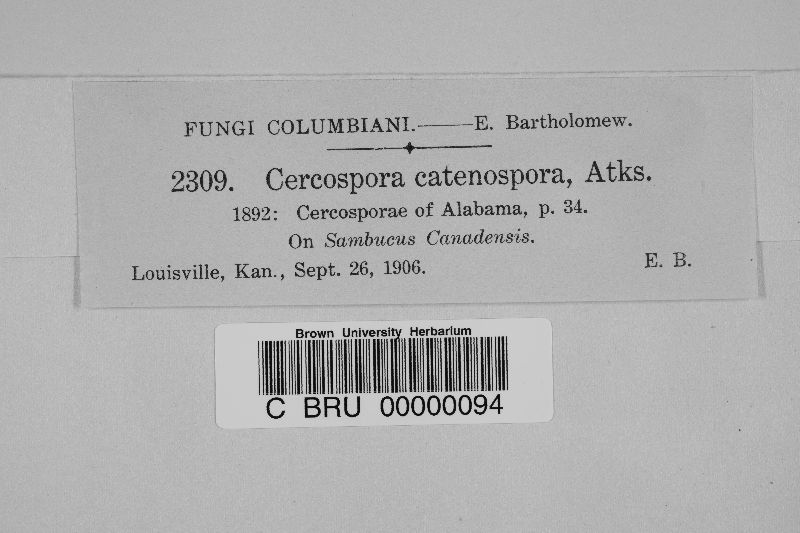 FUNGI COLUMBIANI.——E. Bartholomew.
2309. Cercospora catenospora, Atks.
1892: Cercosporae of Alabama, p. 34.
On Sambucus Canadensis.
Louisville, Kan., Sept. 26, 1906. E. B.
Brown University Herbarium
C BRU 00000094